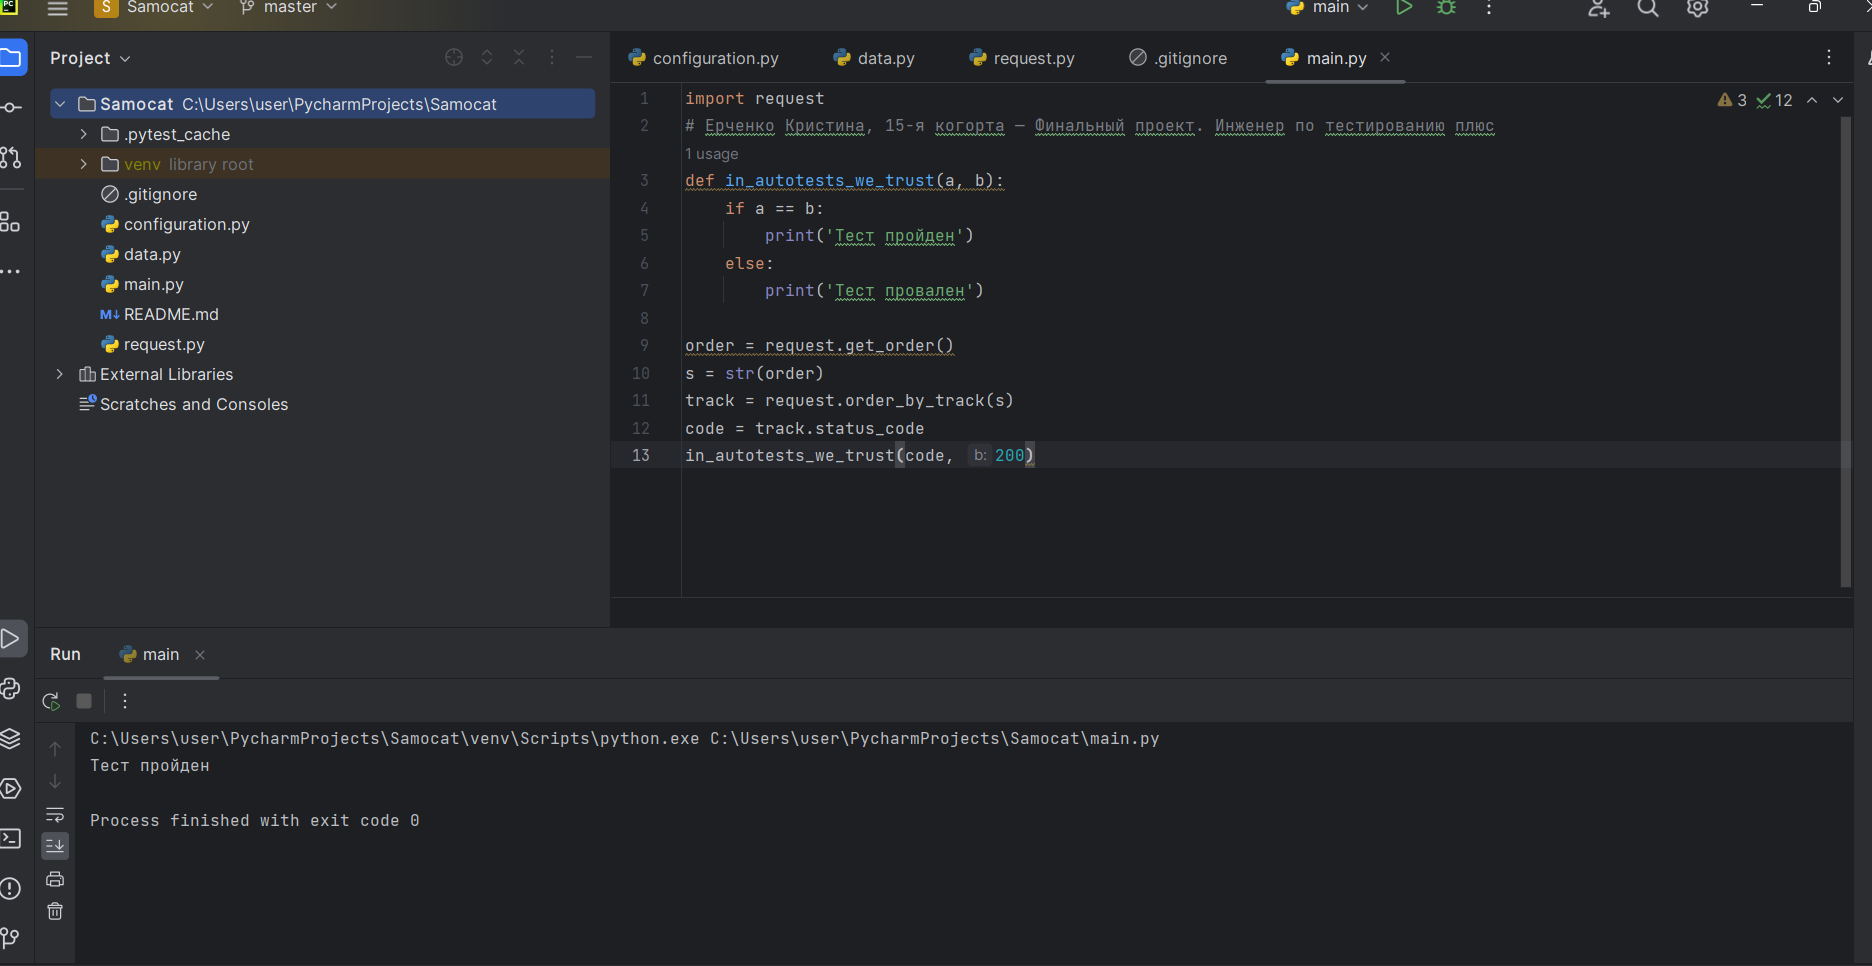 PC
S Samocat
master
main
Project
configuration.py
data.py
request.py
.gitignore
main.py
Samocat C:\Users\user\PycharmProjects\Samocat
.pytest_cache
venv library root
.gitignore
configuration.py
data.py
main.py
M↓ README.md
request.py
External Libraries
Scratches and Consoles
3 12
1 import request
2 # Ерченко Кристина, 15-я когорта — Финальный проект. Инженер по тестированию плюс
1 usage
3 def in_autotests_we_trust(a, b):
4 if a == b:
5 print('Тест пройден')
6 else:
7 print('Тест провален')
8
9 order = request.get_order()
10 s = str(order)
11 track = request.order_by_track(s)
12 code = track.status_code
13 in_autotests_we_trust(code, b: 200)
Run
main
C:\Users\user\PycharmProjects\Samocat\venv\Scripts\python.exe C:\Users\user\PycharmProjects\Samocat\main.py
Тест пройден
Process finished with exit code 0